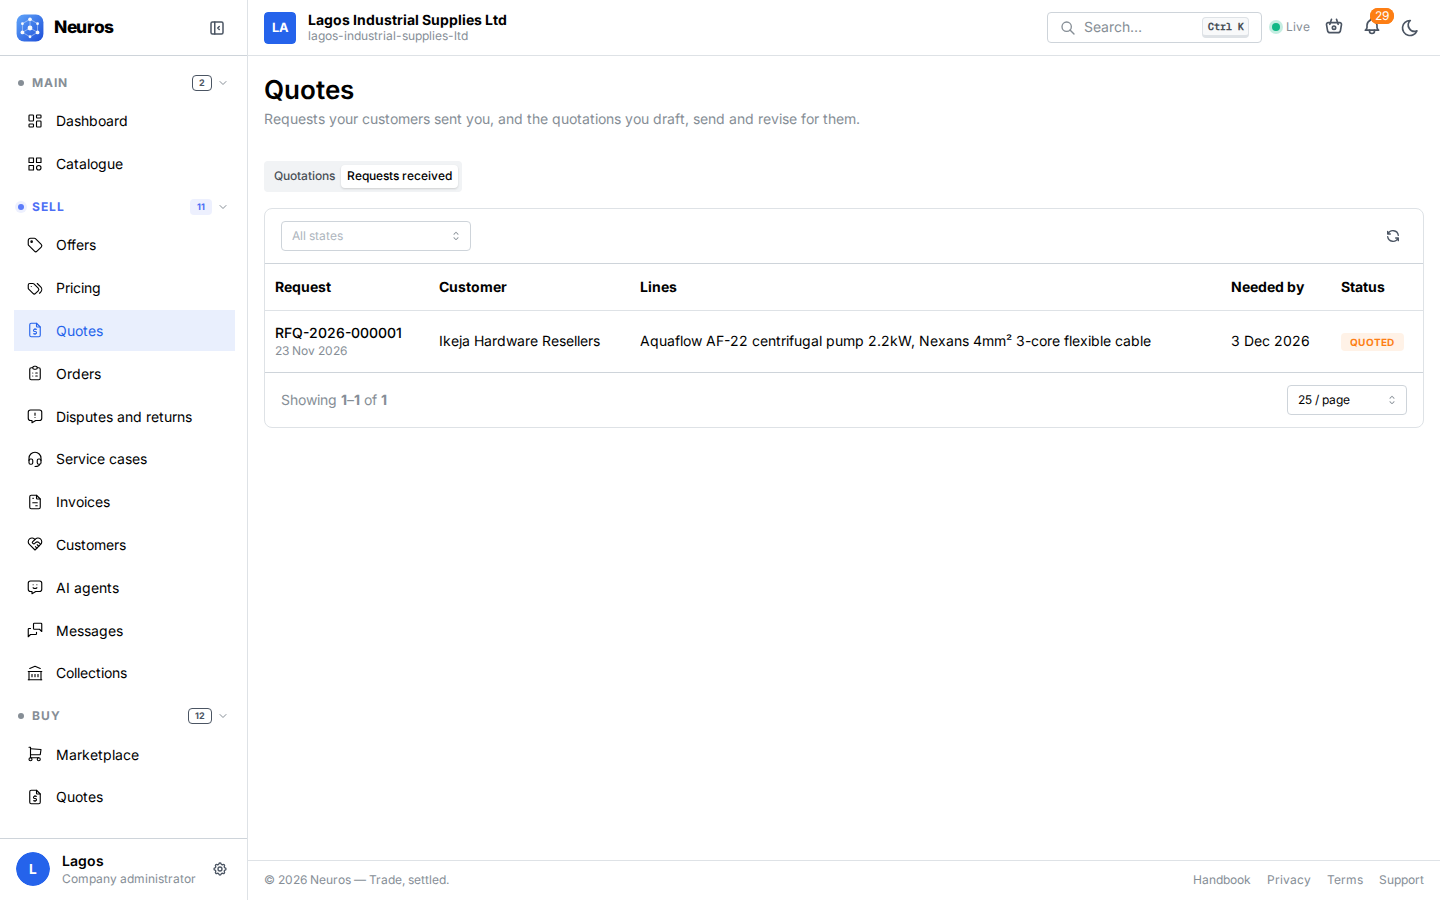 Neuros
LA
Lagos Industrial Supplies Ltd
lagos-industrial-supplies-ltd
Search...
Ctrl K
Live
29
MAIN
2
Dashboard
Catalogue
SELL
11
Offers
Pricing
Quotes
Orders
Disputes and returns
Service cases
Invoices
Customers
AI agents
Messages
Collections
BUY
12
Marketplace
Quotes
L
Lagos
Company administrator
Quotes
Requests your customers sent you, and the quotations you draft, send and revise for them.
Quotations
Requests received
All states
Request Customer Lines Needed by Status
RFQ-2026-000001 Ikeja Hardware Resellers Aquaflow AF-22 centrifugal pump 2.2kW, Nexans 4mm² 3-core flexible cable 3 Dec 2026 QUOTED
23 Nov 2026
Showing 1–1 of 1
25 / page
© 2026 Neuros — Trade, settled.
Handbook Privacy Terms Support